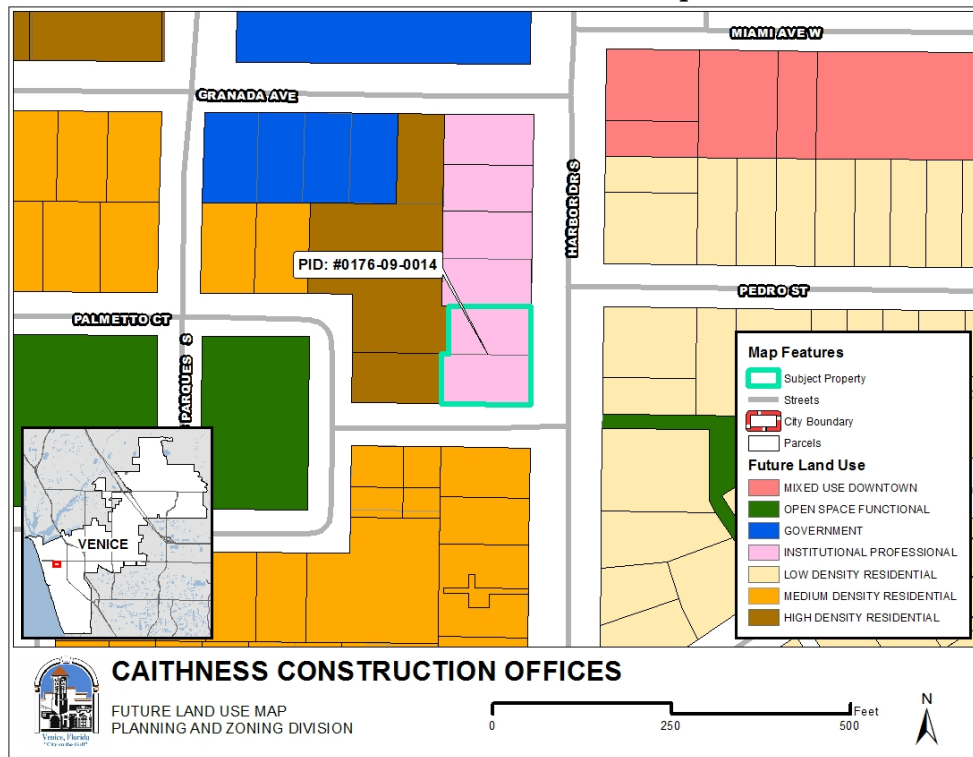 MIAMI AVE W
GRANADA AVE
HARBOR DR S
PID: #0176-09-0014
PEDRO ST
PALMETTO CT
PARQUES S
Map Features
Subject Property
Streets
City Boundary
Parcels
Future Land Use
MIXED USE DOWNTOWN
OPEN SPACE FUNCTIONAL
GOVERNMENT
INSTITUTIONAL PROFESSIONAL
LOW DENSITY RESIDENTIAL
MEDIUM DENSITY RESIDENTIAL
HIGH DENSITY RESIDENTIAL
VENICE
CAITHNESS CONSTRUCTION OFFICES
FUTURE LAND USE MAP
PLANNING AND ZONING DIVISION
Venice, Florida
"City on the Gulf"
Feet
0 250 500
N